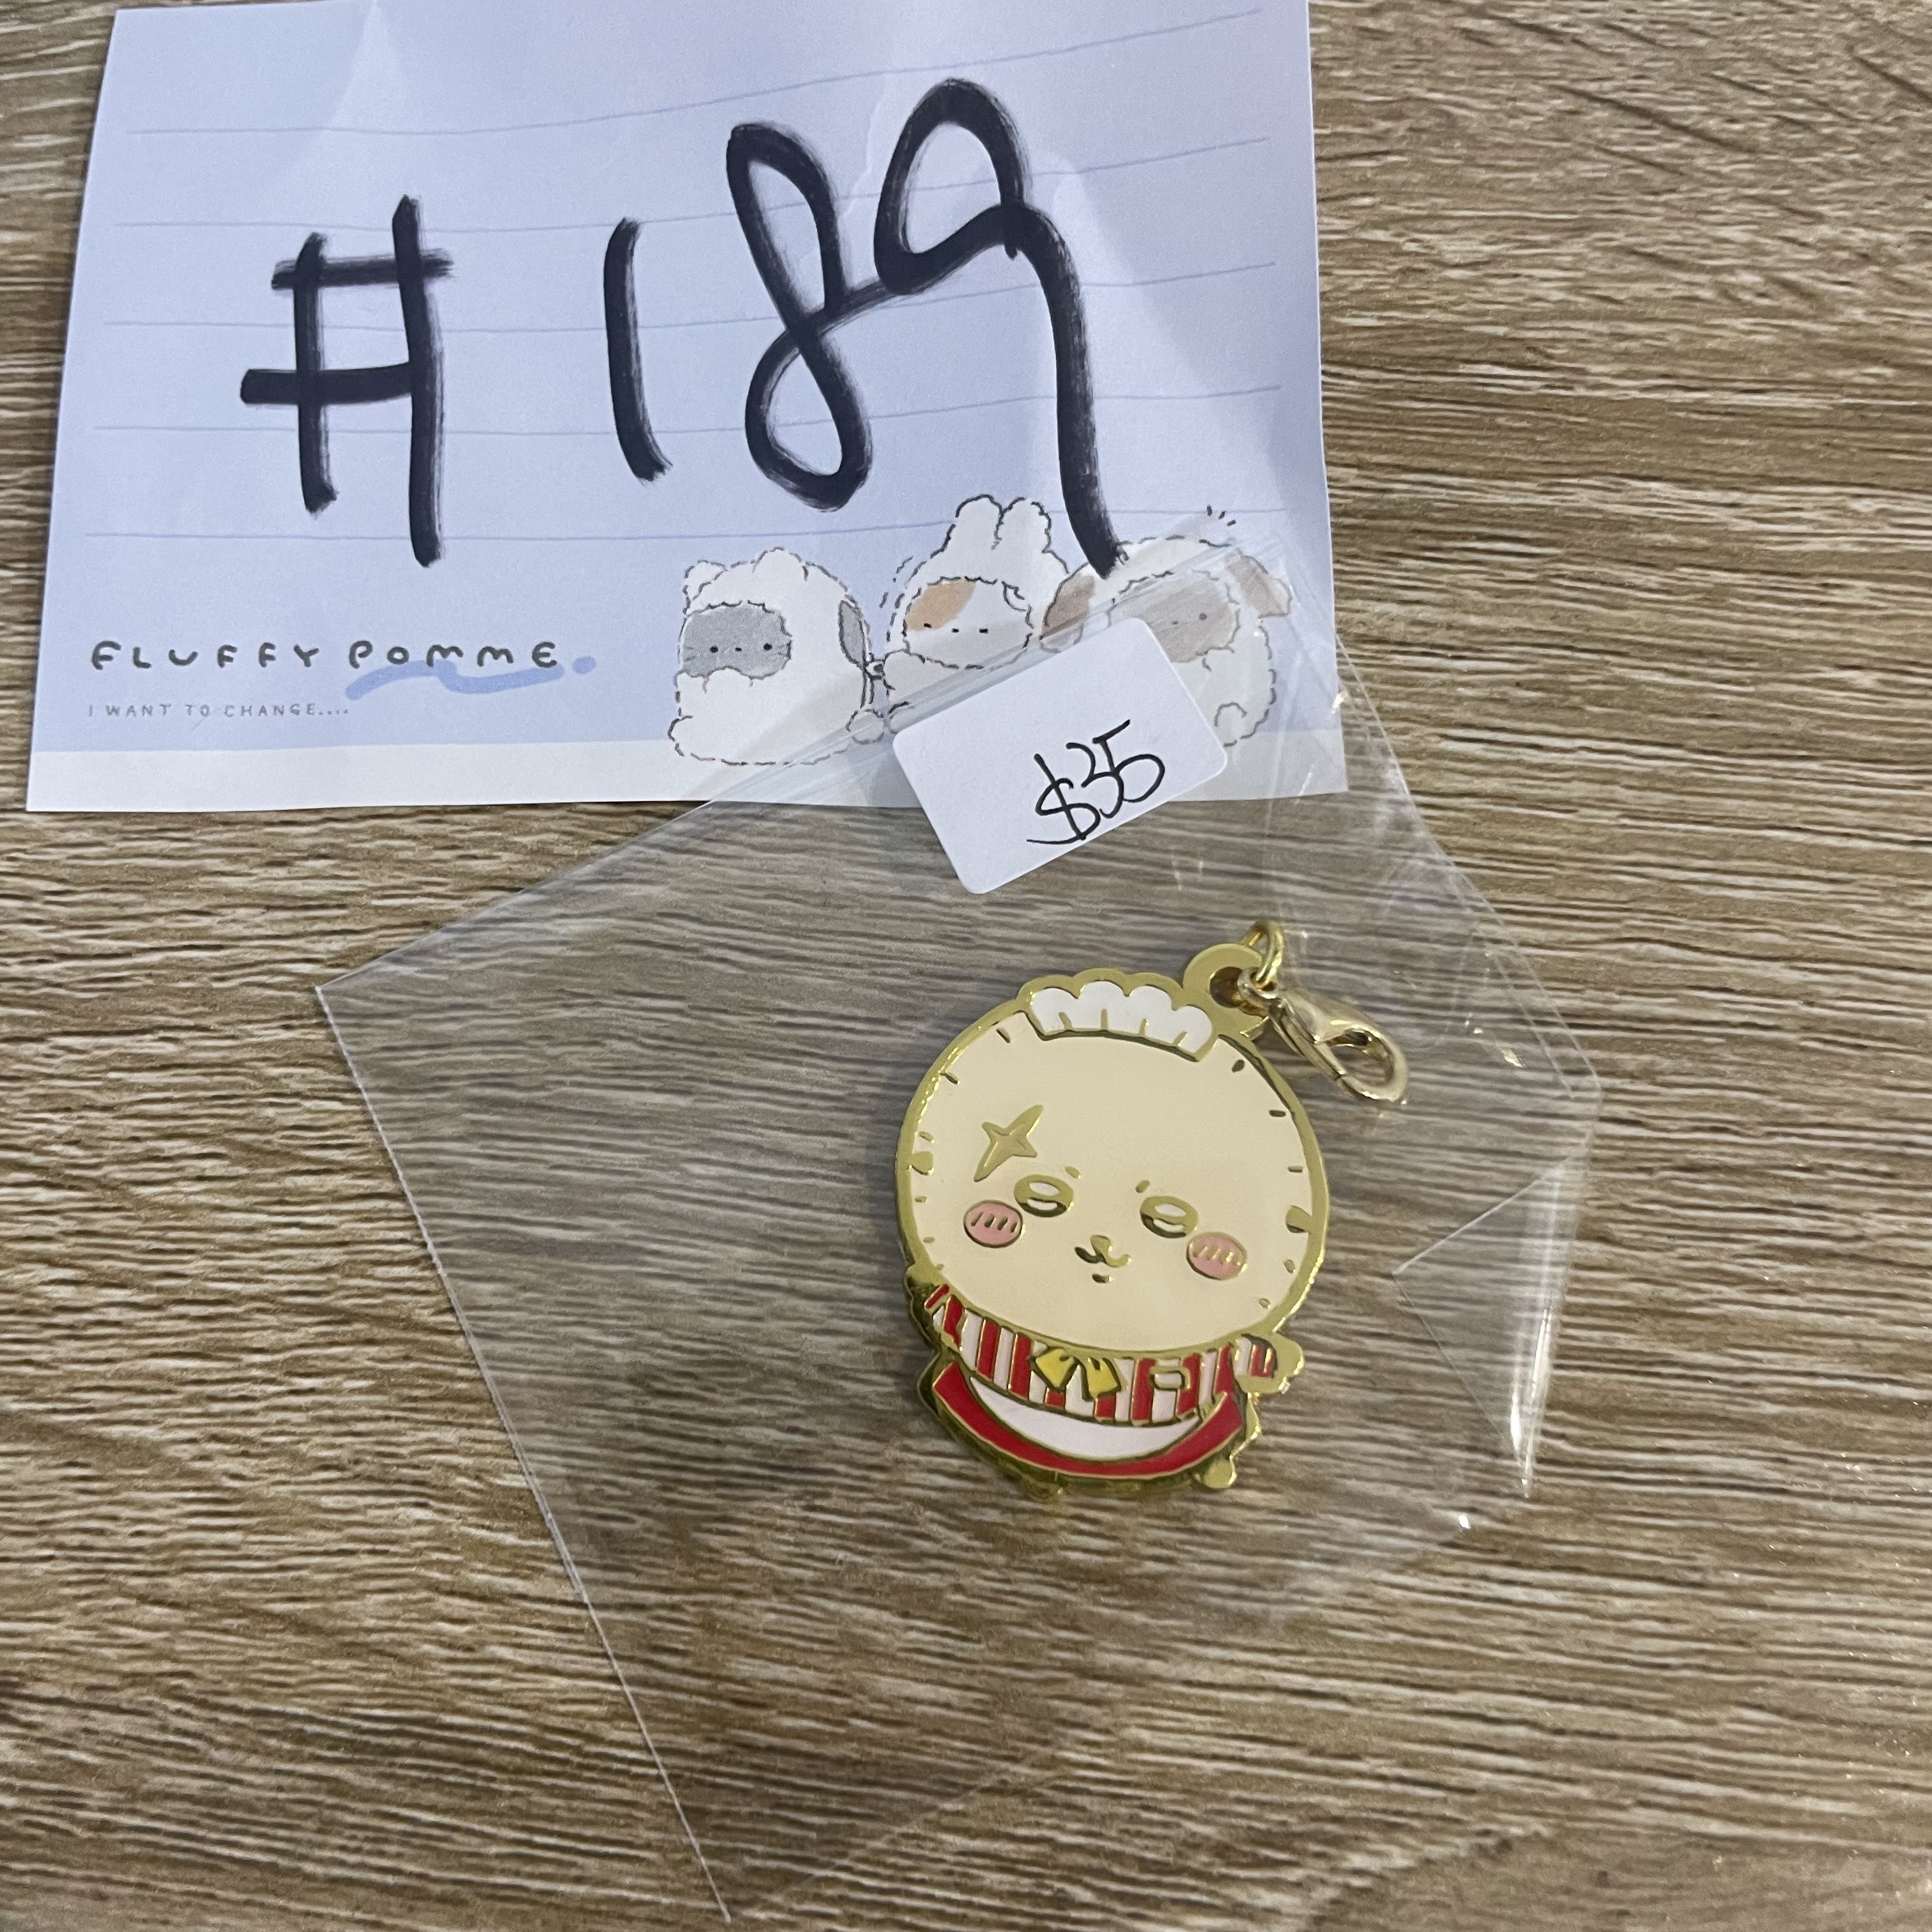 #189
FLUFFY POMME
I WANT TO CHANGE....
$35